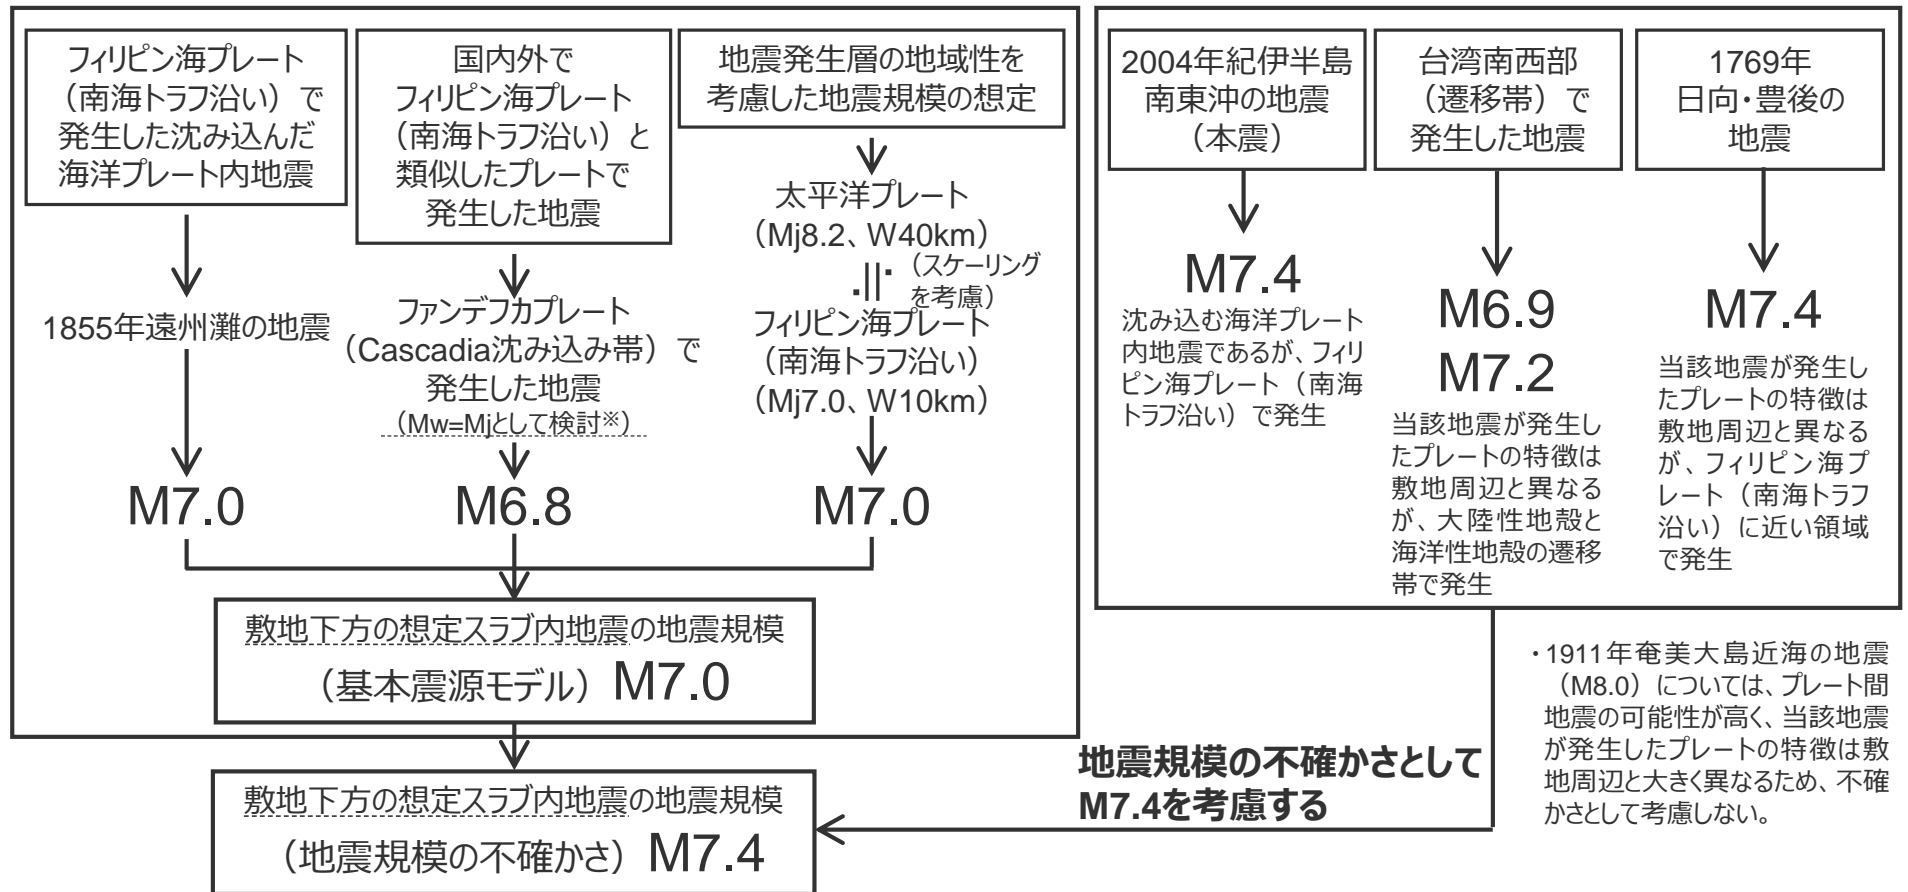 フィリピン海プレート
（南海トラフ沿い）で
発生した沈み込んだ
海洋プレート内地震
1855年遠州灘の地震
M7.0
国内外で
フィリピン海プレート
（南海トラフ沿い）と
類似したプレートで
発生した地震
ファンデフカプレート
（Cascadia沈み込み帯）で
発生した地震
（Mw=Mjとして検討※）
M6.8
地震発生層の地域性を
考慮した地震規模の想定
太平洋プレート
（Mj8.2、W40km）
（スケーリング
を考慮）
フィリピン海プレート
（南海トラフ沿い）
（Mj7.0、W10km）
M7.0
敷地下方の想定スラブ内地震の地震規模
（基本震源モデル）M7.0
敷地下方の想定スラブ内地震の地震規模
（地震規模の不確かさ）M7.4
2004年紀伊半島
南東沖の地震
（本震）
M7.4
沈み込む海洋プレート
内地震であるが、フィリ
ピン海プレート（南海
トラフ沿い）で発生
台湾南西部
（遷移帯）で
発生した地震
M6.9
M7.2
当該地震が発生し
たプレートの特徴は
敷地周辺と異なる
が、大陸性地殻と
海洋性地殻の遷移
帯で発生
1769年
日向・豊後の
地震
M7.4
当該地震が発生し
たプレートの特徴は
敷地周辺と異なる
が、フィリピン海プ
レート（南海トラフ
沿い）に近い領域
で発生
地震規模の不確かさとして
M7.4を考慮する
・1911年奄美大島近海の地震
（M8.0）については、プレート間
地震の可能性が高く、当該地震
が発生したプレートの特徴は敷
地周辺と大きく異なるため、不確
かさとして考慮しない。